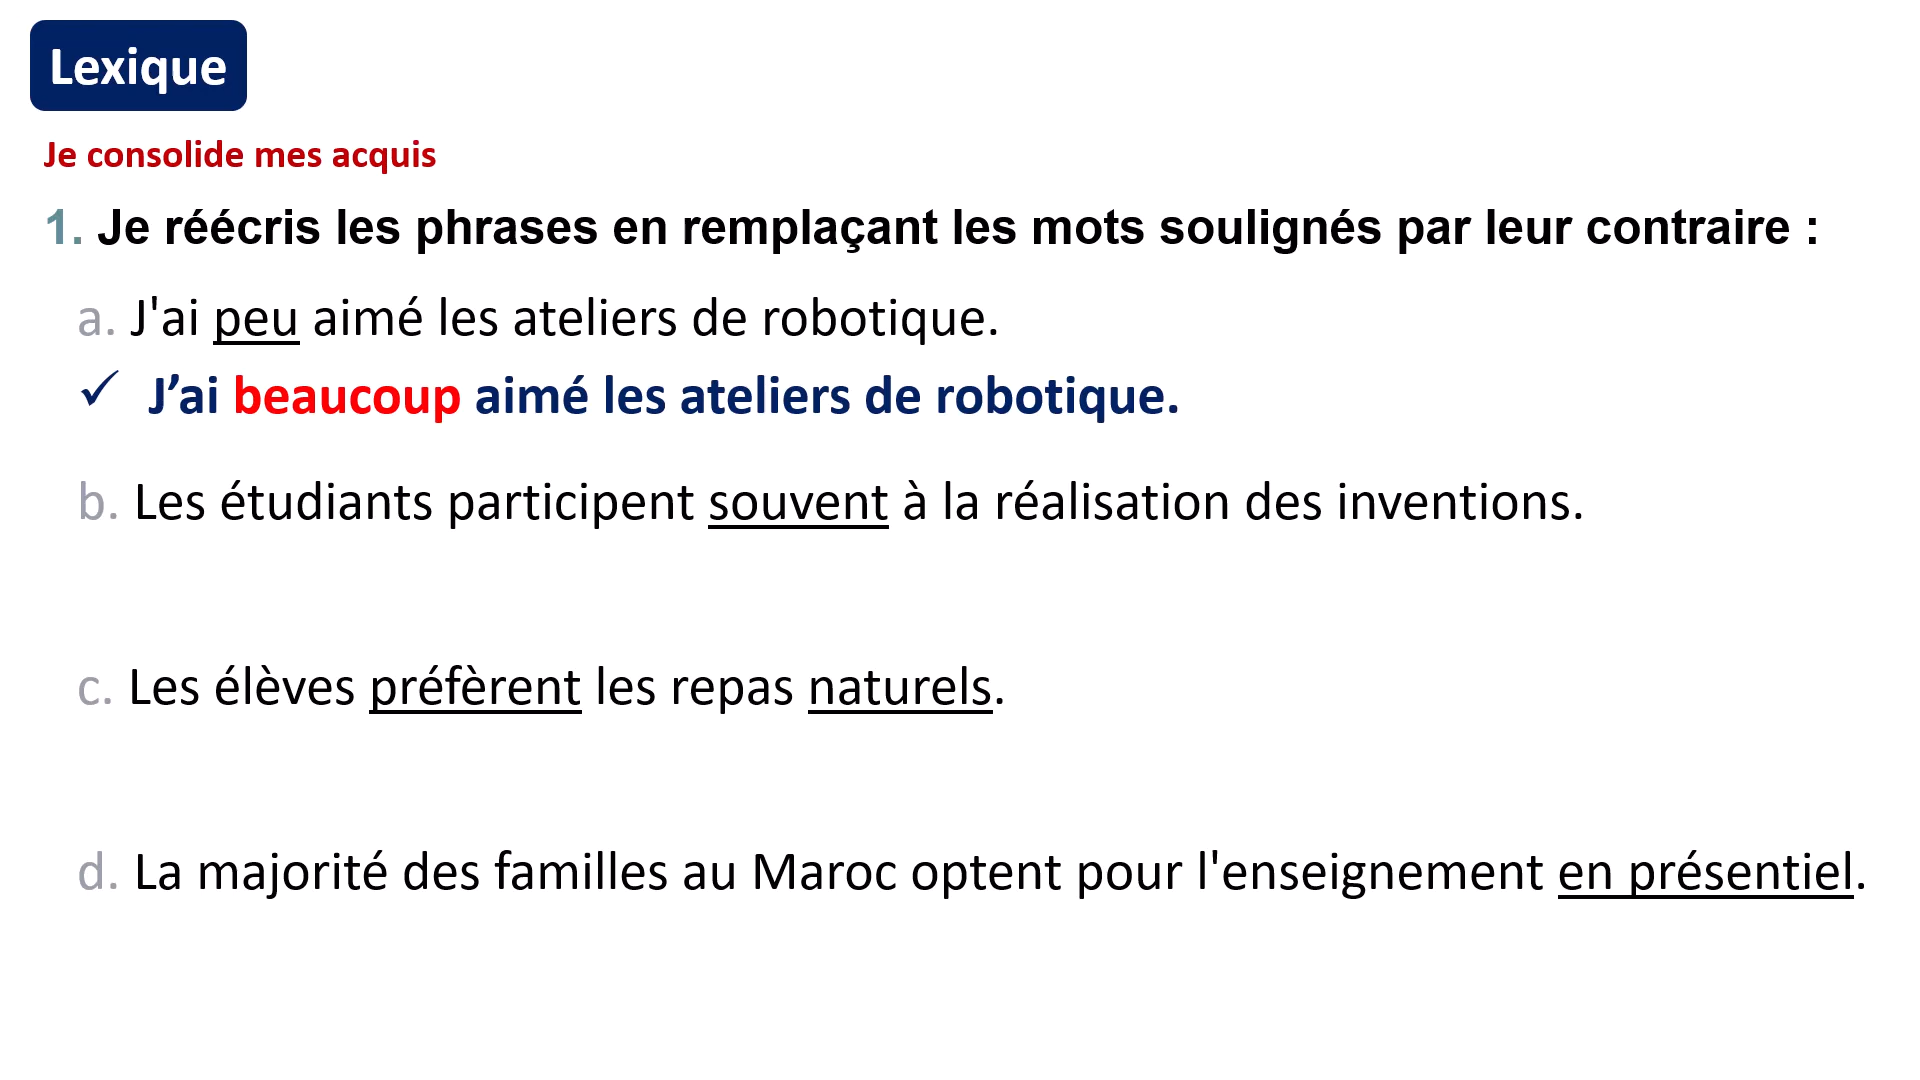 Lexique
Je consolide mes acquis
1. Je réécris les phrases en remplaçant les mots soulignés par leur contraire :
a. J'ai peu aimé les ateliers de robotique.
✓ J’ai beaucoup aimé les ateliers de robotique.
b. Les étudiants participent souvent à la réalisation des inventions.
c. Les élèves préfèrent les repas naturels.
d. La majorité des familles au Maroc optent pour l'enseignement en présentiel.